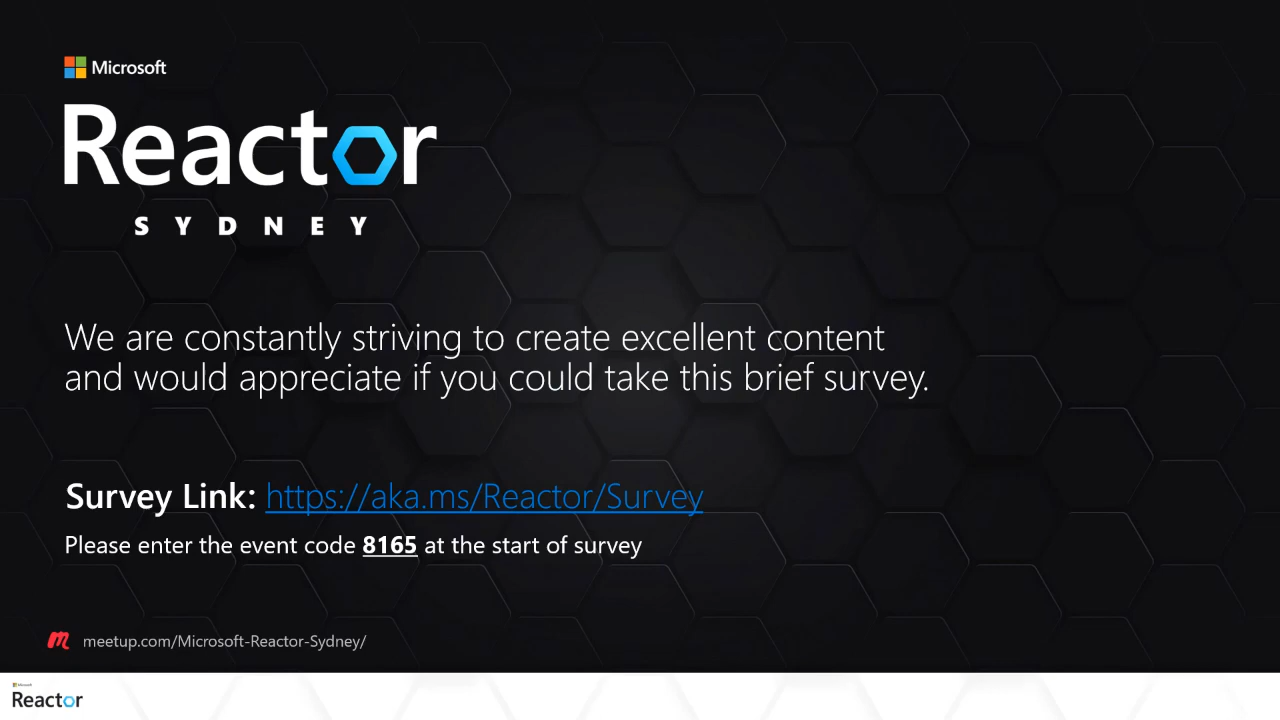 Microsoft
Reactor
SYDNEY
We are constantly striving to create excellent content
and would appreciate if you could take this brief survey.
Survey Link: https://aka.ms/Reactor/Survey
Please enter the event code 8165 at the start of survey
meetup.com/Microsoft-Reactor-Sydney/
Microsoft
Reactor